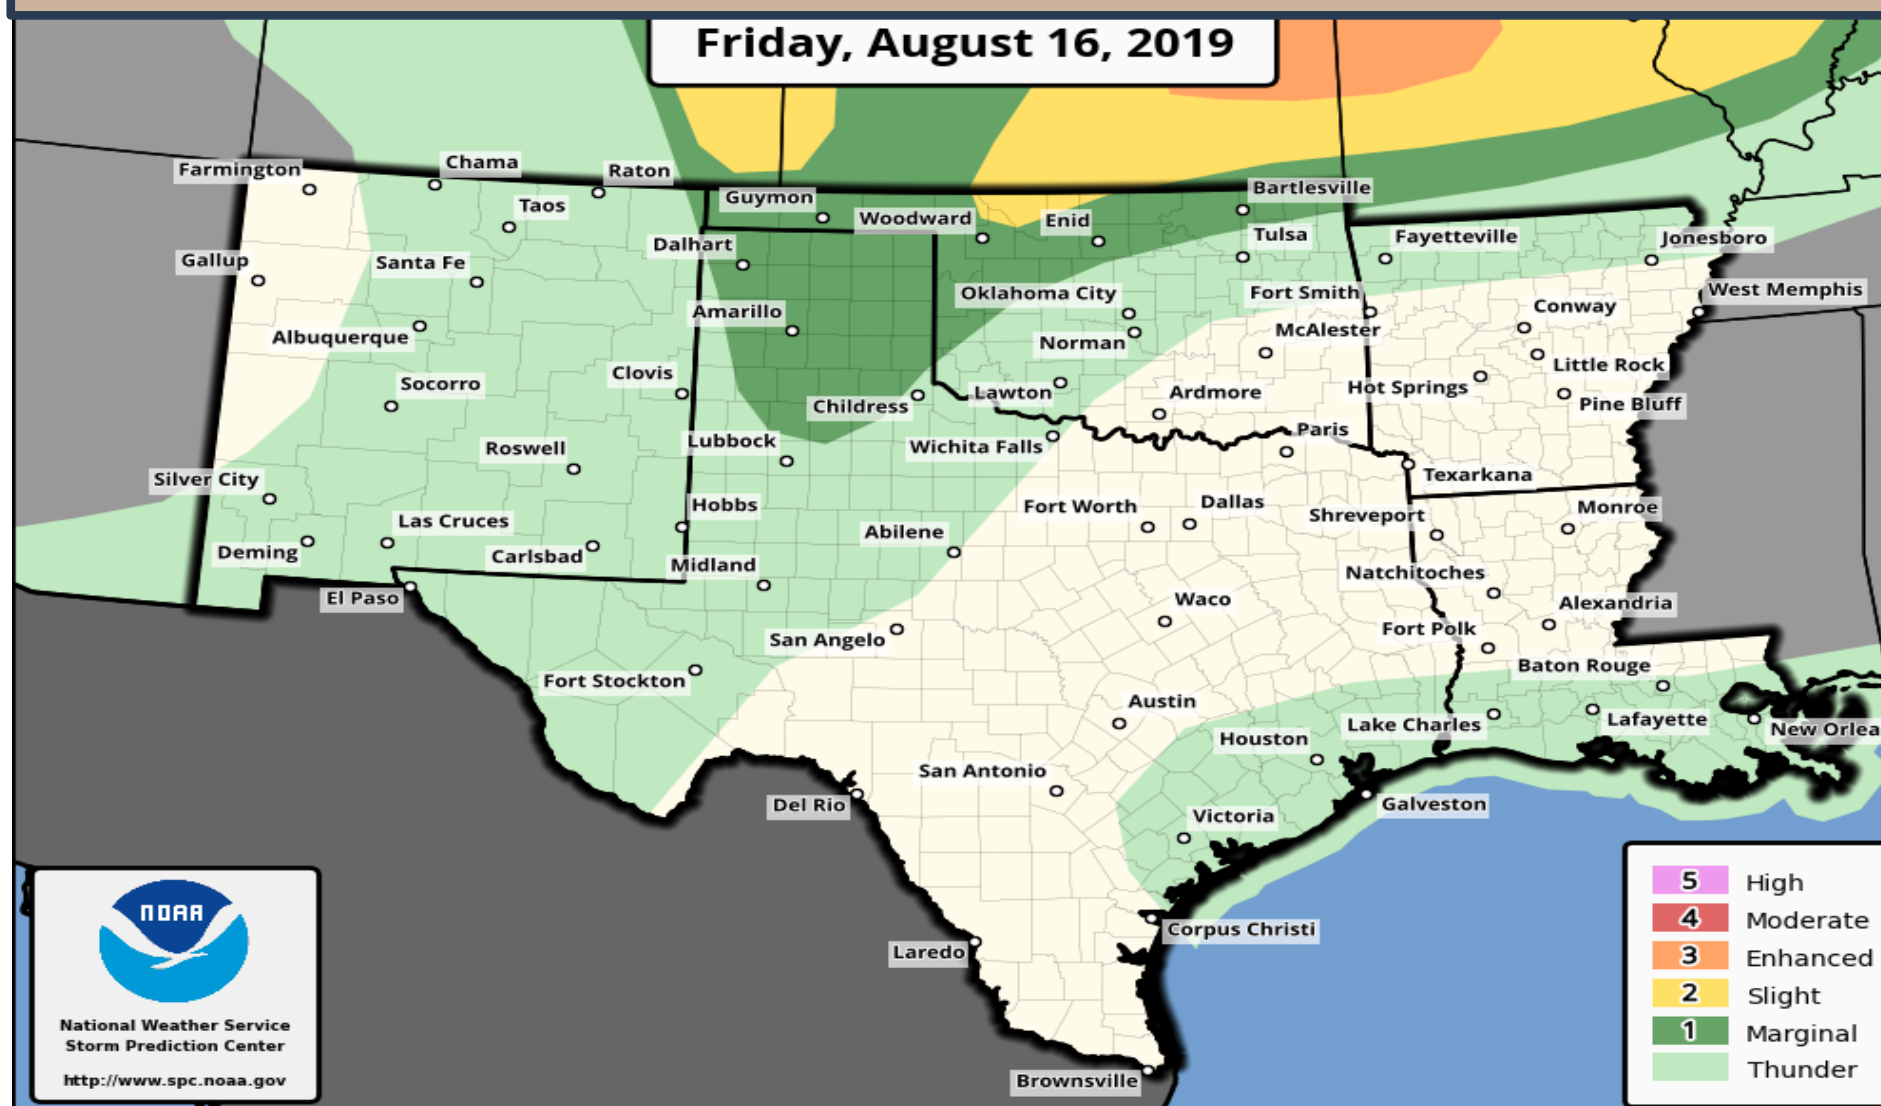 Friday, August 16, 2019
Farmington
Chama
Raton
Taos
Guymon
Woodward
Enid
Bartlesville
Gallup
Santa Fe
Dalhart
Tulsa
Fayetteville
Jonesboro
Albuquerque
Amarillo
Oklahoma City
Fort Smith
West Memphis
Norman
McAlester
Conway
Socorro
Clovis
Childress
Lawton
Ardmore
Hot Springs
Little Rock
Pine Bluff
Roswell
Lubbock
Wichita Falls
Paris
Texarkana
Silver City
Hobbs
Fort Worth
Dallas
Shreveport
Monroe
Las Cruces
Deming
Carlsbad
Midland
Abilene
Natchitoches
El Paso
Waco
Alexandria
San Angelo
Fort Polk
Fort Stockton
Baton Rouge
Austin
Houston
Lake Charles
Lafayette
New Orlea
San Antonio
Del Rio
Galveston
Victoria
Corpus Christi
Laredo
Brownsville
NOAA
National Weather Service
Storm Prediction Center
http://www.spc.noaa.gov
5 High
4 Moderate
3 Enhanced
2 Slight
1 Marginal
Thunder